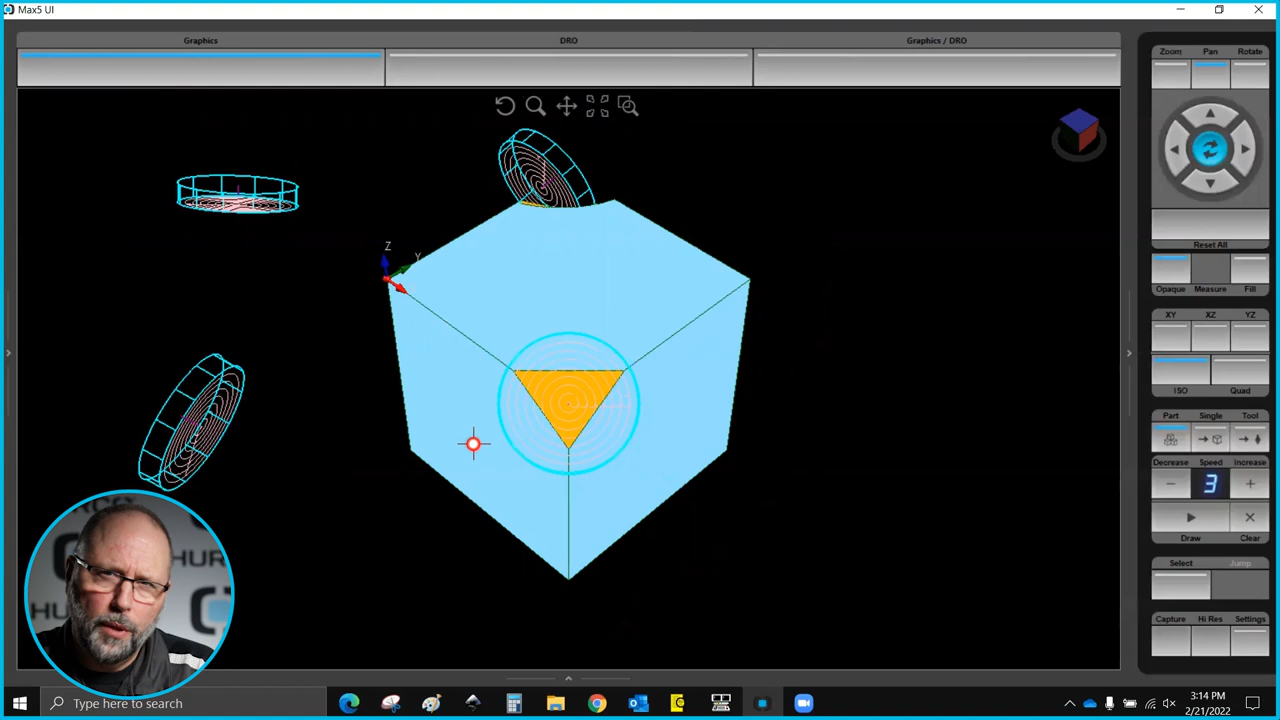 Max5 UI
Graphics
DRO
Graphics / DRO
Zoom
Pan
Rotate
Reset All
Opaque
Measure
Fill
XY
XZ
YZ
ISO
Quad
Part
Single
Tool
Decrease
Speed
Increase
3
Draw
Clear
Select
Jump
Capture
Hi Res
Settings
Z
Y
HUR
HU
Type here to search
3:14 PM
2/21/2022